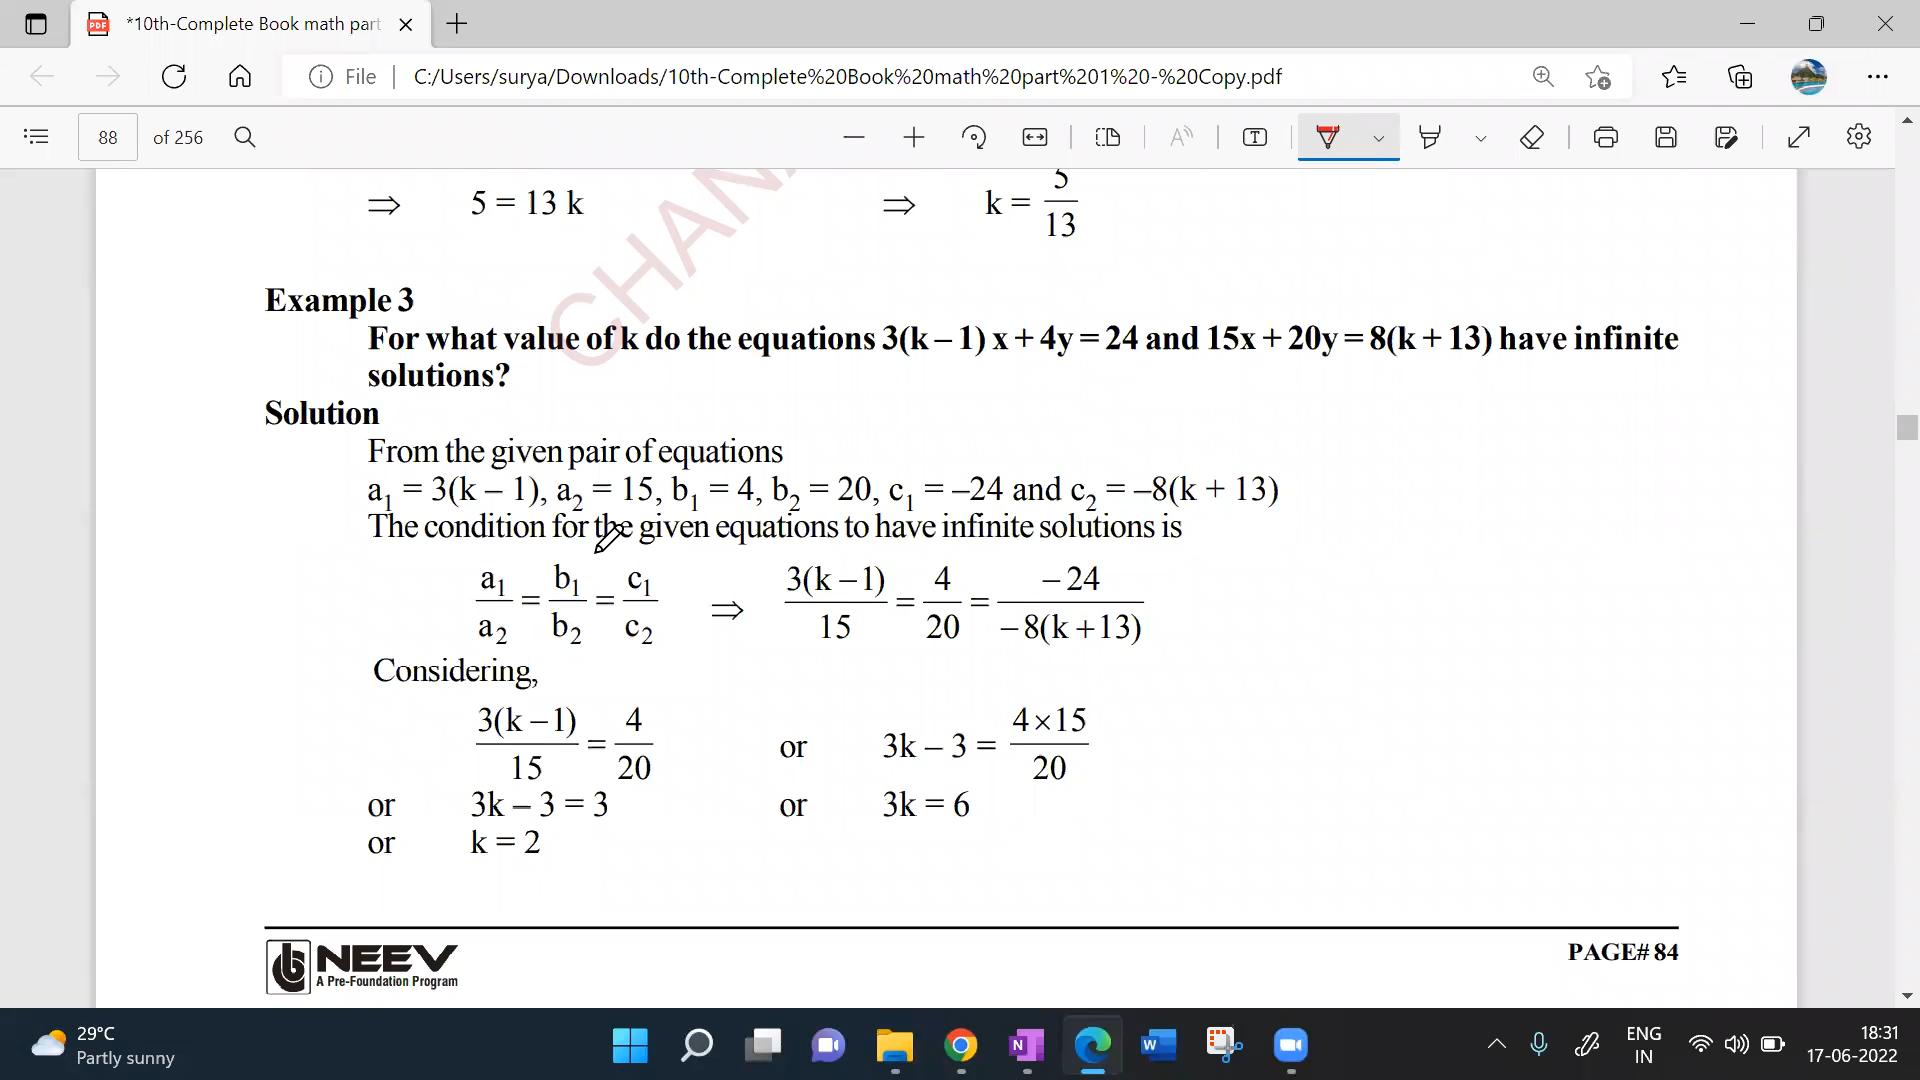 *10th-Complete Book math part
File | C:/Users/surya/Downloads/10th-Complete%20Book%20math%20part%201%20-%20Copy.pdf
88 of 256
⇒ 5 = 13 k ⇒ k = 5/13
Example 3
For what value of k do the equations 3(k – 1) x + 4y = 24 and 15x + 20y = 8(k + 13) have infinite
solutions?
Solution
From the given pair of equations
a₁ = 3(k – 1), a₂ = 15, b₁ = 4, b₂ = 20, c₁ = –24 and c₂ = –8(k + 13)
The condition for the given equations to have infinite solutions is
a₁/a₂ = b₁/b₂ = c₁/c₂ ⇒ 3(k – 1)/15 = 4/20 = – 24/– 8(k + 13)
Considering,
3(k – 1)/15 = 4/20 or 3k – 3 = 4 × 15/20
or 3k – 3 = 3 or 3k = 6
or k = 2
NEEV
A Pre-Foundation Program
PAGE# 84
29°C
Partly sunny
ENG
IN
18:31
17-06-2022